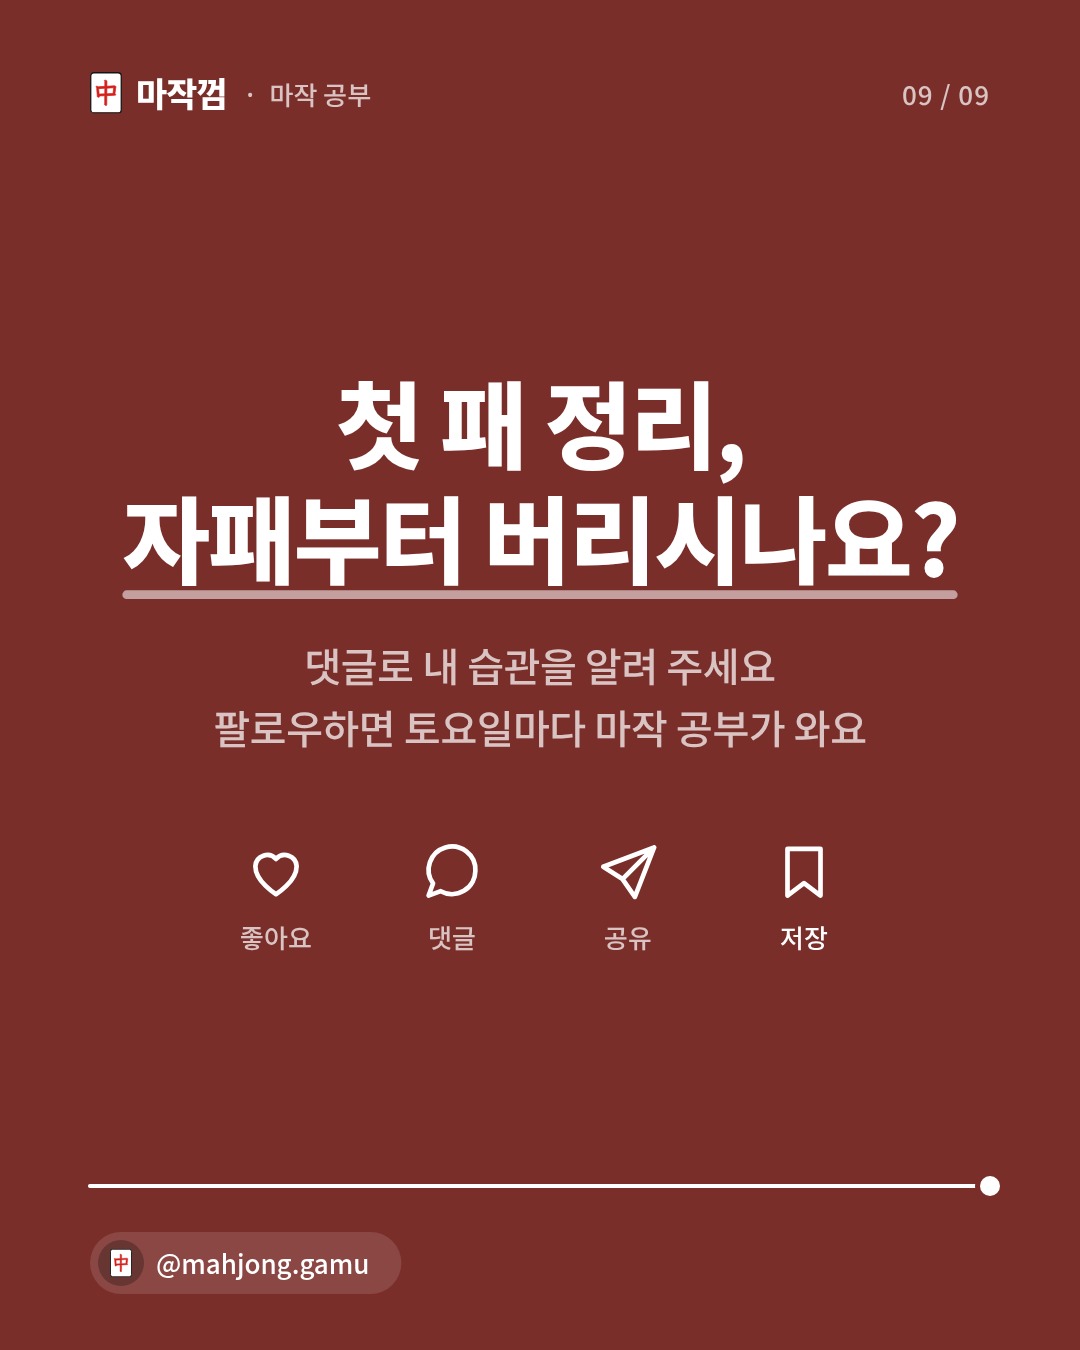 中 마작껌 · 마작 공부
09 / 09
첫 패 정리,
자패부터 버리시나요?
댓글로 내 습관을 알려 주세요
팔로우하면 토요일마다 마작 공부가 와요
좋아요 댓글 공유 저장
中 @mahjong.gamu